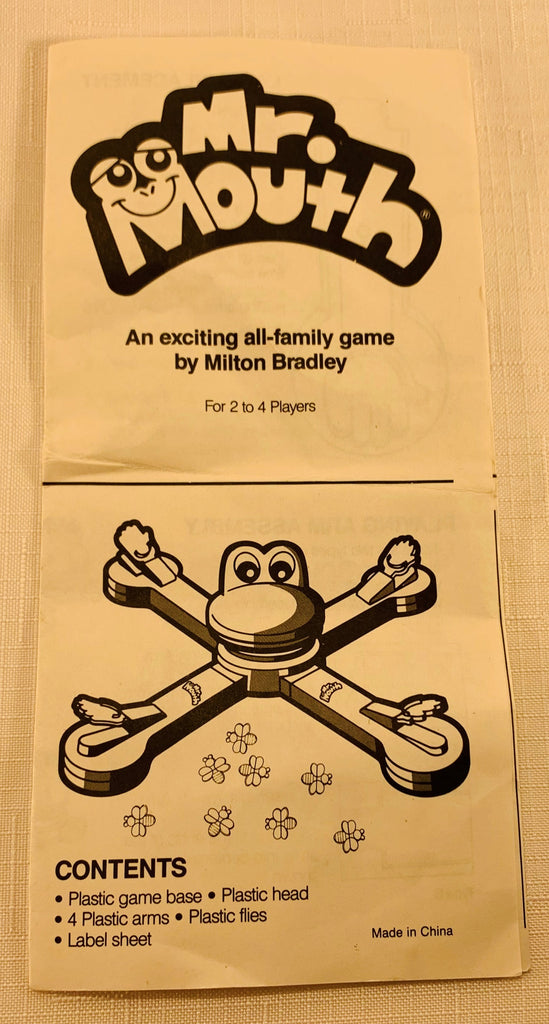 Mr.
Mouth®
An exciting all-family game
by Milton Bradley
For 2 to 4 Players
CONTENTS
• Plastic game base • Plastic head
• 4 Plastic arms • Plastic flies
• Label sheet
Made in China